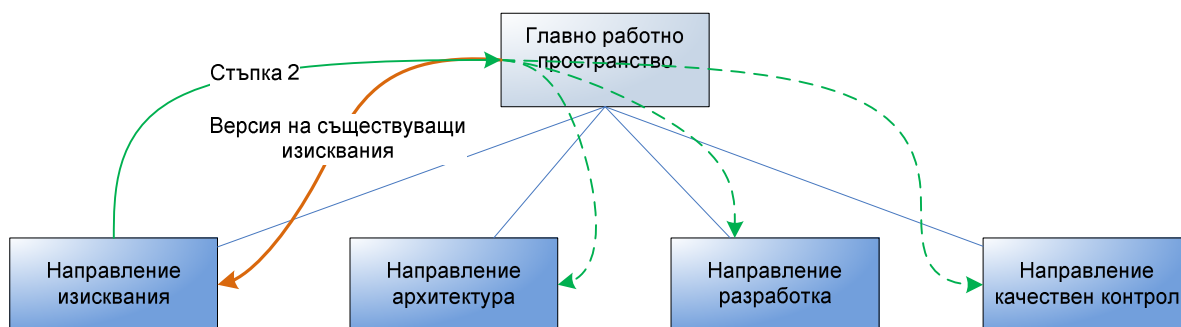 Главно работно
пространство
Стъпка 2
Версия на съществуващи
изисквания
Направление
изисквания
Направление
архитектура
Направление
разработка
Направление
качествен контрол